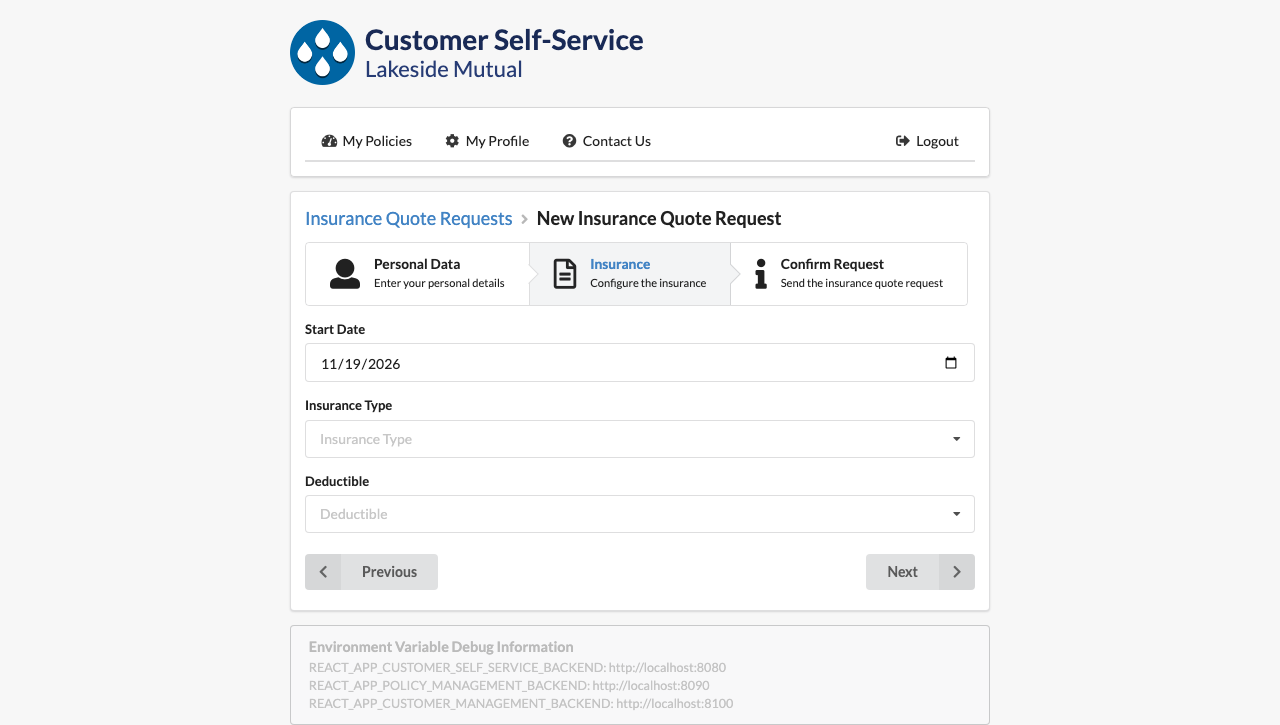 Customer Self-Service
Lakeside Mutual
My Policies My Profile Contact Us Logout
Insurance Quote Requests New Insurance Quote Request
Personal Data
Enter your personal details
Insurance
Configure the insurance
Confirm Request
Send the insurance quote request
Start Date
11/19/2026
Insurance Type
Insurance Type
Deductible
Deductible
Previous Next
Environment Variable Debug Information
REACT_APP_CUSTOMER_SELF_SERVICE_BACKEND: http://localhost:8080
REACT_APP_POLICY_MANAGEMENT_BACKEND: http://localhost:8090
REACT_APP_CUSTOMER_MANAGEMENT_BACKEND: http://localhost:8100